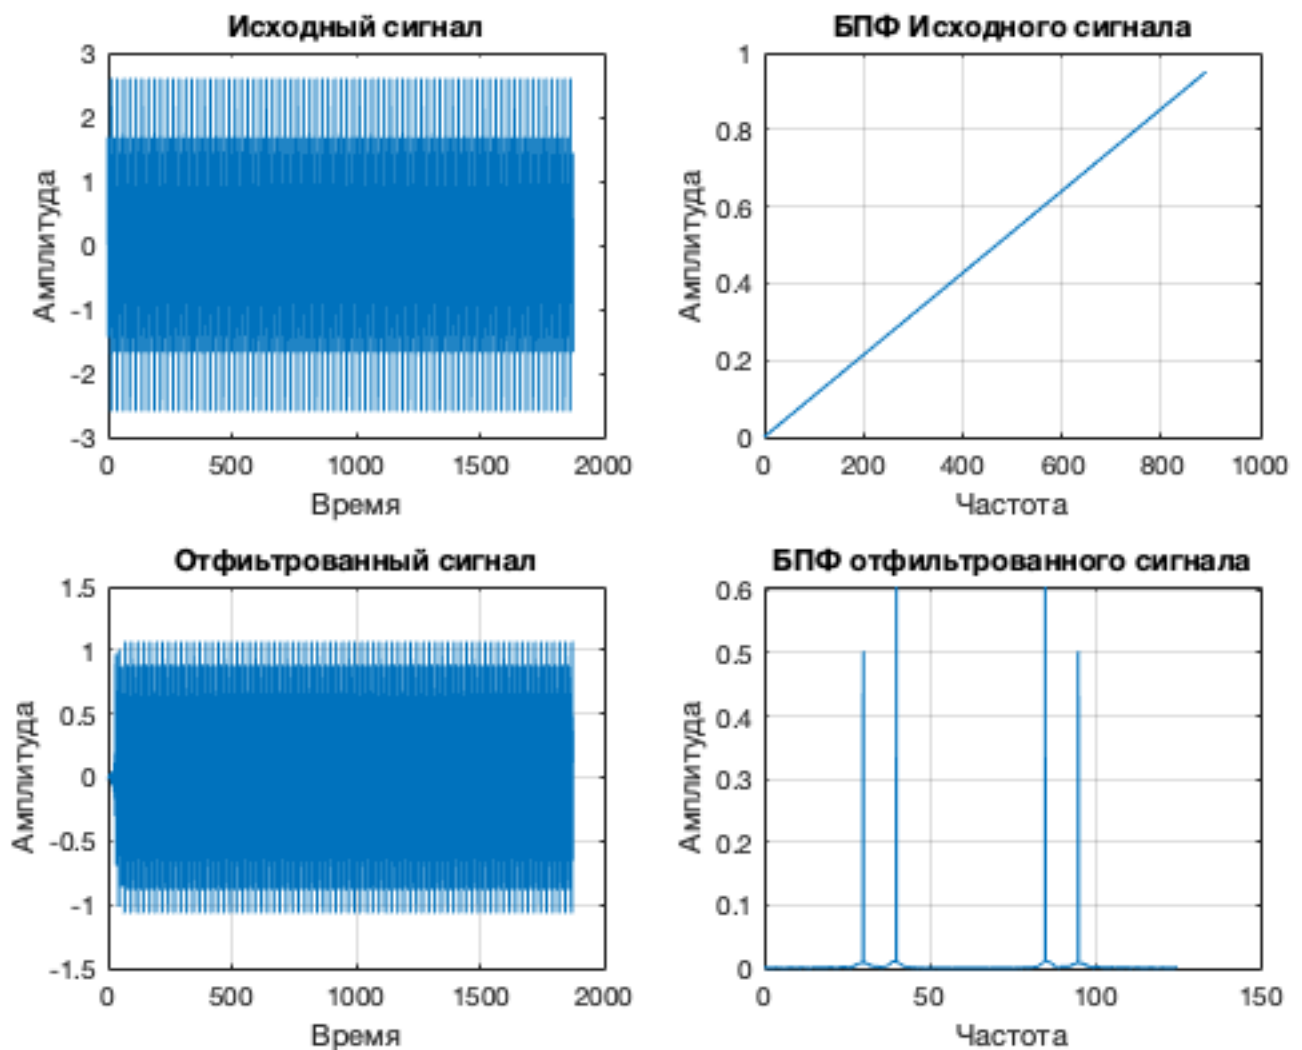 Исходный сигнал
3
2
1
0
-1
-2
-3
Амплитуда
0 500 1000 1500 2000
Время
БПФ Исходного сигнала
1
0.8
0.6
0.4
0.2
0
Амплитуда
0 200 400 600 800 1000
Частота
Отфиьтрованный сигнал
1.5
1
0.5
0
-0.5
-1
-1.5
Амплитуда
0 500 1000 1500 2000
Время
БПФ отфильтрованного сигнала
0.6
0.5
0.4
0.3
0.2
0.1
0
Амплитуда
0 50 100 150
Частота